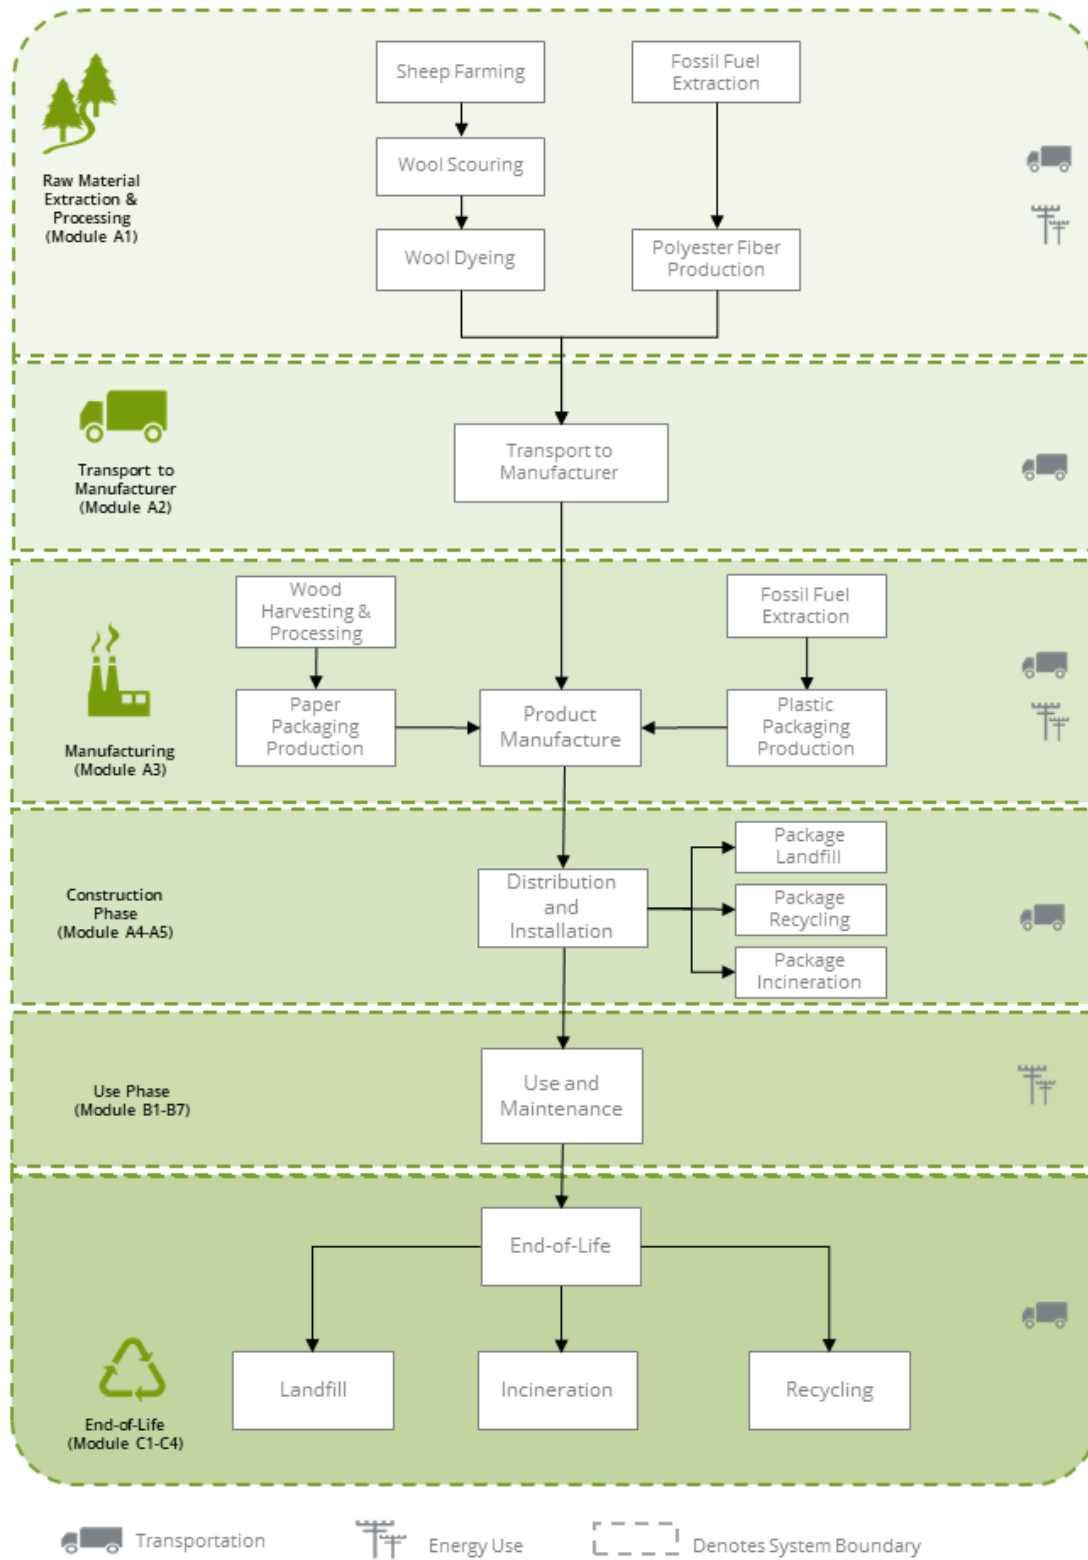 Sheep Farming
Fossil Fuel
Extraction
Wool Scouring
Raw Material
Extraction &
Processing
(Module A1)
Wool Dyeing
Polyester Fiber
Production
Transport to
Manufacturer
(Module A2)
Transport to
Manufacturer
Wood
Harvesting &
Processing
Fossil Fuel
Extraction
Paper
Packaging
Production
Product
Manufacture
Plastic
Packaging
Production
Manufacturing
(Module A3)
Construction
Phase
(Module A4-A5)
Distribution
and
Installation
Package
Landfill
Package
Recycling
Package
Incineration
Use Phase
(Module B1-B7)
Use and
Maintenance
End-of-Life
Landfill
Incineration
Recycling
End-of-Life
(Module C1-C4)
Transportation
Energy Use
Denotes System Boundary